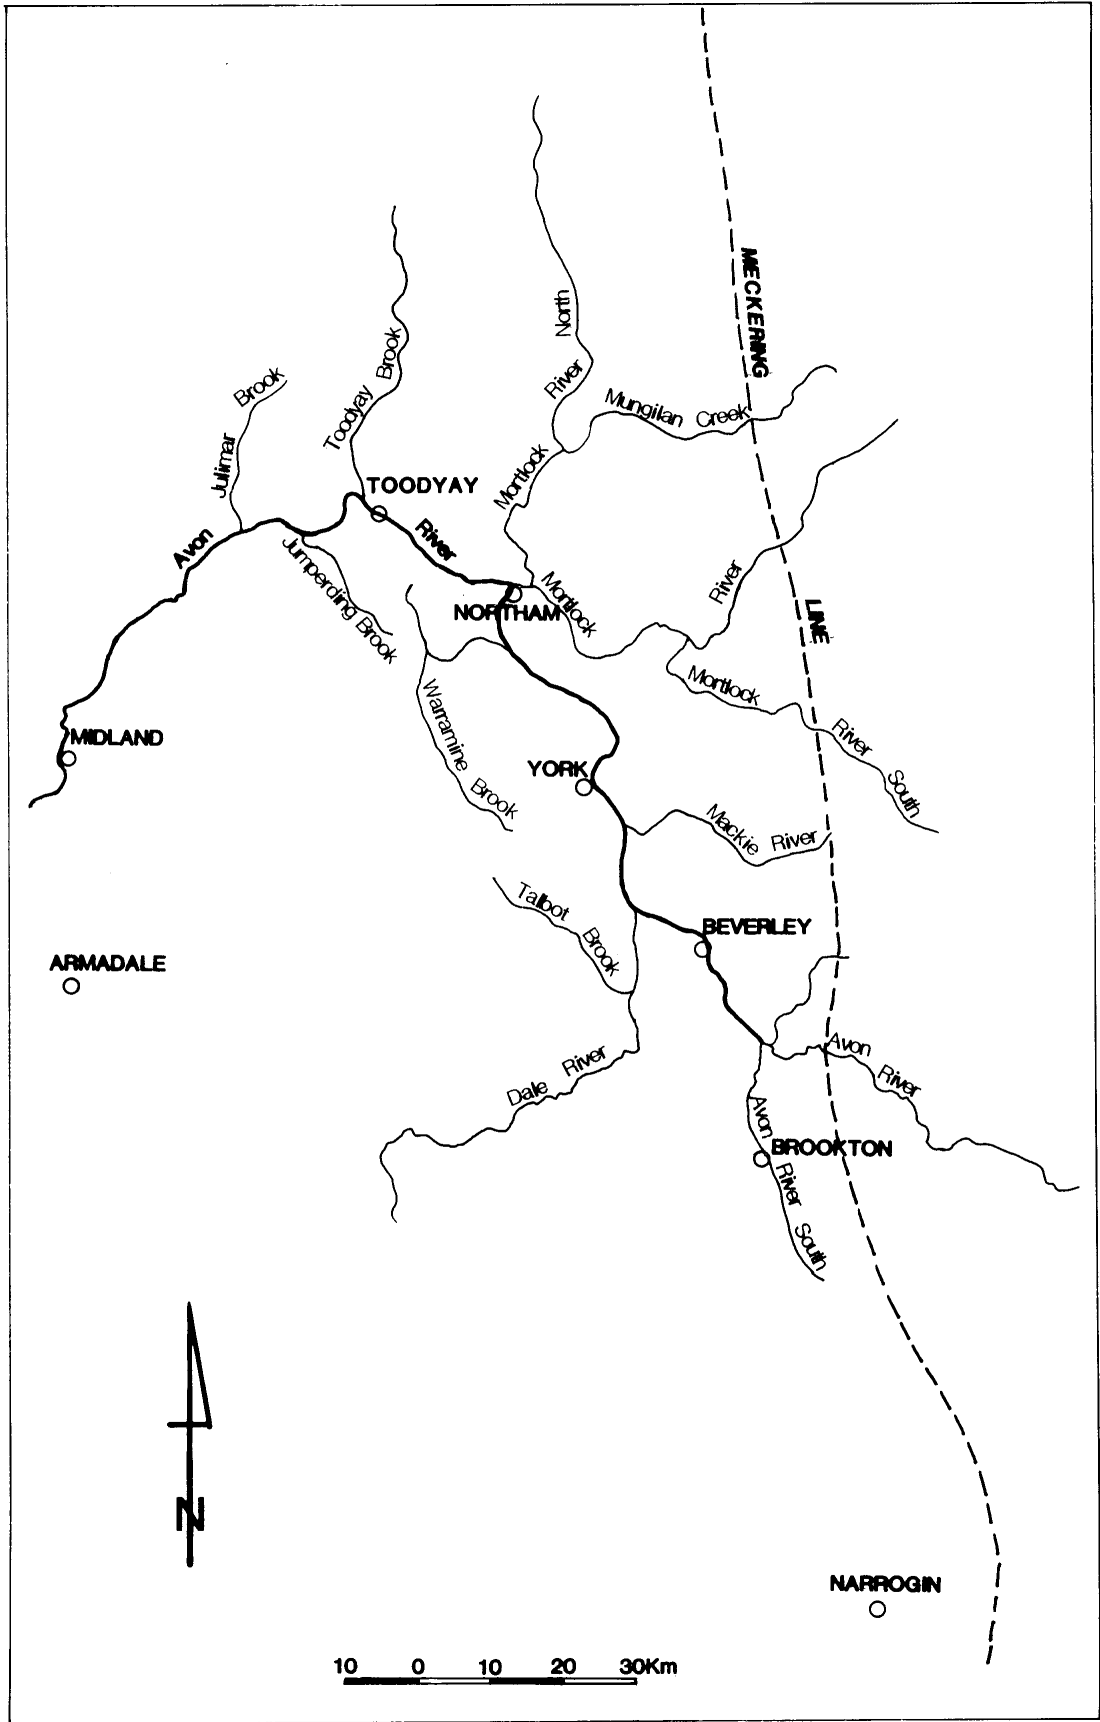 MECKERING
LINE
North
River
Mortlock
Mungilan Creek
Brook
Julimar
Toodyay Brook
TOODYAY
Avon
River
Jumperding Brook
NORTHAM
Mortlock
River
Mortlock
River
South
Warramine
Brook
MIDLAND
YORK
Mackie River
Talbot
Brook
BEVERLEY
ARMADALE
Dale River
Avon
River
Avon
BROOKTON
River South
N
NARROGIN
10 0 10 20 30Km